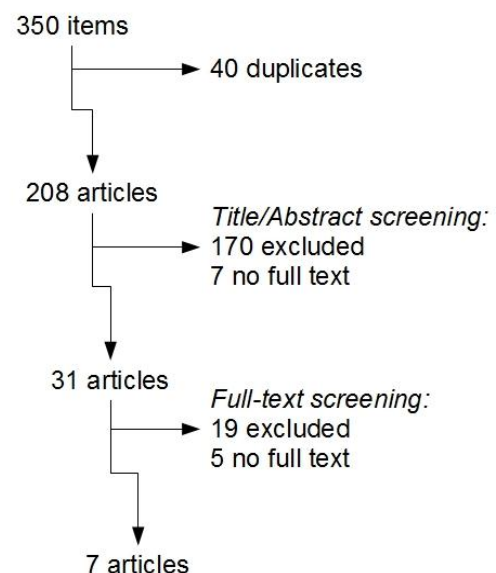 350 items
40 duplicates
208 articles
Title/Abstract screening:
170 excluded
7 no full text
31 articles
Full-text screening:
19 excluded
5 no full text
7 articles